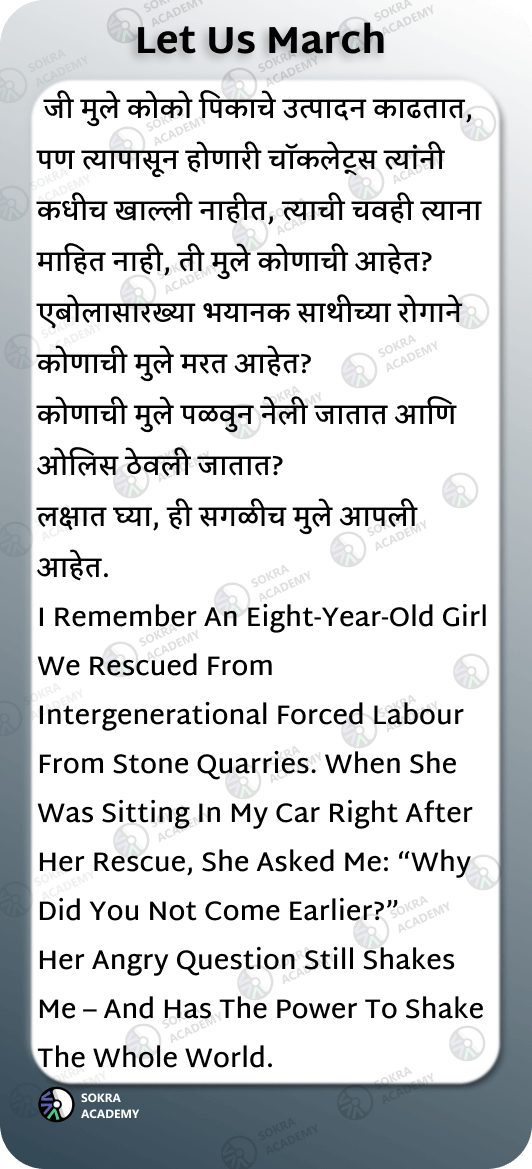 Let Us March
जी मुले कोको पिकाचे उत्पादन काढतात,
पण त्यापासून होणारी चॉकलेट्स त्यांनी
कधीच खाल्ली नाहीत, त्याची चवही त्याना
माहित नाही, ती मुले कोणाची आहेत?
एबोलासारख्या भयानक साथीच्या रोगाने
कोणाची मुले मरत आहेत?
कोणाची मुले पळवुन नेली जातात आणि
ओलिस ठेवली जातात?
लक्षात घ्या, ही सगळीच मुले आपली
आहेत.
I Remember An Eight-Year-Old Girl
We Rescued From
Intergenerational Forced Labour
From Stone Quarries. When She
Was Sitting In My Car Right After
Her Rescue, She Asked Me: “Why
Did You Not Come Earlier?”
Her Angry Question Still Shakes
Me – And Has The Power To Shake
The Whole World.
SOKRA
ACADEMY